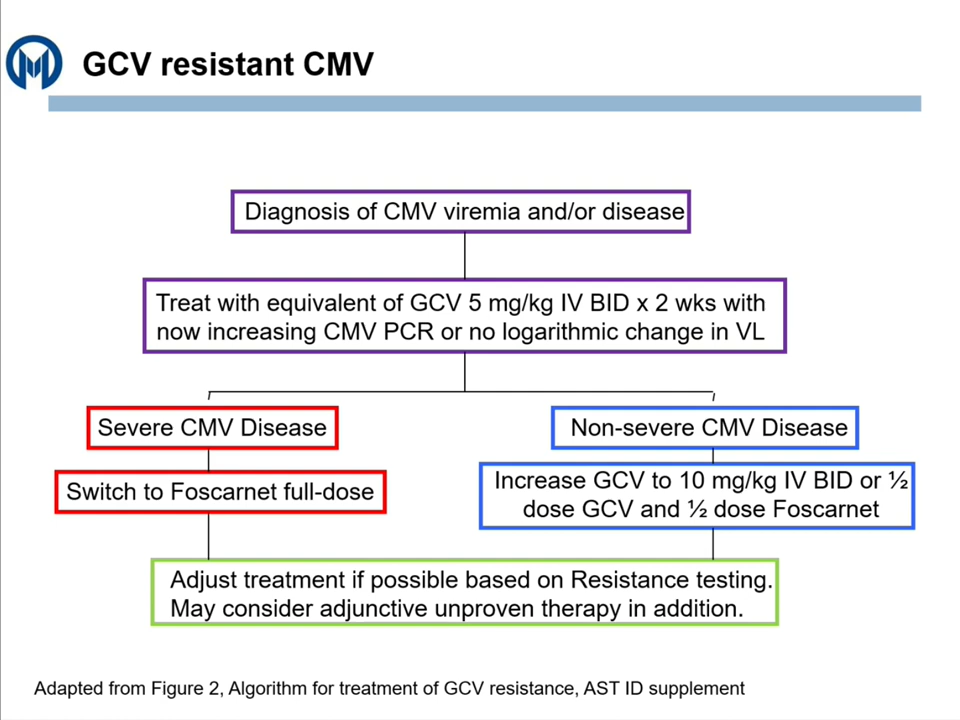 GCV resistant CMV
Diagnosis of CMV viremia and/or disease
Treat with equivalent of GCV 5 mg/kg IV BID x 2 wks with
now increasing CMV PCR or no logarithmic change in VL
Severe CMV Disease
Switch to Foscarnet full-dose
Non-severe CMV Disease
Increase GCV to 10 mg/kg IV BID or ½
dose GCV and ½ dose Foscarnet
Adjust treatment if possible based on Resistance testing.
May consider adjunctive unproven therapy in addition.
Adapted from Figure 2, Algorithm for treatment of GCV resistance, AST ID supplement